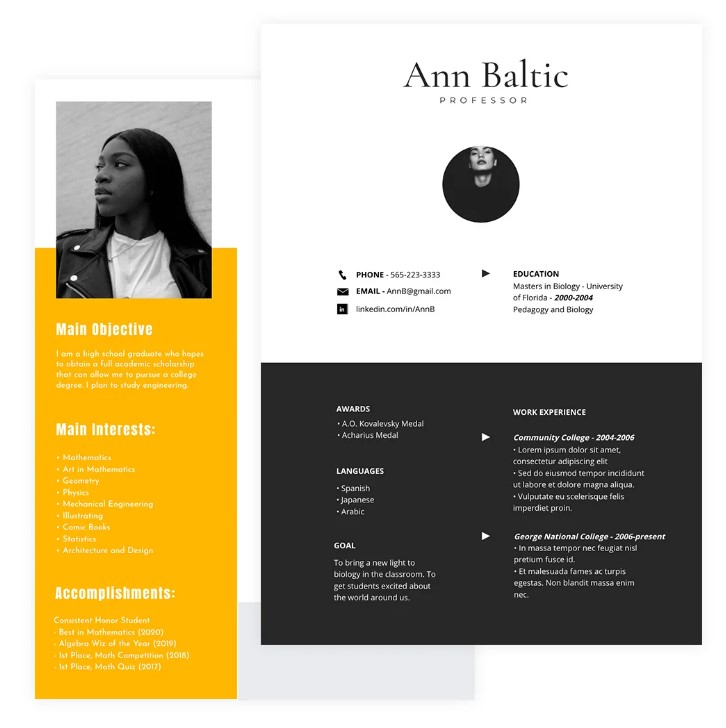 Ann Baltic
PROFESSOR
PHONE - 565-223-3333
EMAIL - AnnB@gmail.com
in
linkedin.com/in/AnnB
EDUCATION
Masters in Biology - University
of Florida - 2000-2004
Pedagogy and Biology
AWARDS
• A.O. Kovalevsky Medal
• Acharius Medal
LANGUAGES
• Spanish
• Japanese
• Arabic
GOAL
To bring a new light to
biology in the classroom. To
get students excited about
the world around us.
WORK EXPERIENCE
Community College - 2004-2006
• Lorem ipsum dolor sit amet,
consectetur adipiscing elit
• Sed do eiusmod tempor incididunt
ut labore et dolore magna aliqua.
• Vulputate eu scelerisque felis
imperdiet proin.
George National College - 2006-present
• In massa tempor nec feugiat nisl
pretium fusce id.
• Et malesuada fames ac turpis
egestas. Non blandit massa enim
nec.
Main Objective
I am a high school graduate who hopes
to obtain a full academic scholarship
that can allow me to pursue a college
degree. I plan to study engineering.
Main Interests:
• Mathematics
• Art in Mathematics
• Geometry
• Physics
• Mechanical Engineering
• Illustrating
• Comic Books
• Statistics
• Architecture and Design
Accomplishments:
Consistent Honor Student
- Best in Mathematics (2020)
- Algebra Wiz of the Year (2019)
- 1st Place, Math Competition (2018)
- 1st Place, Math Quiz (2017)